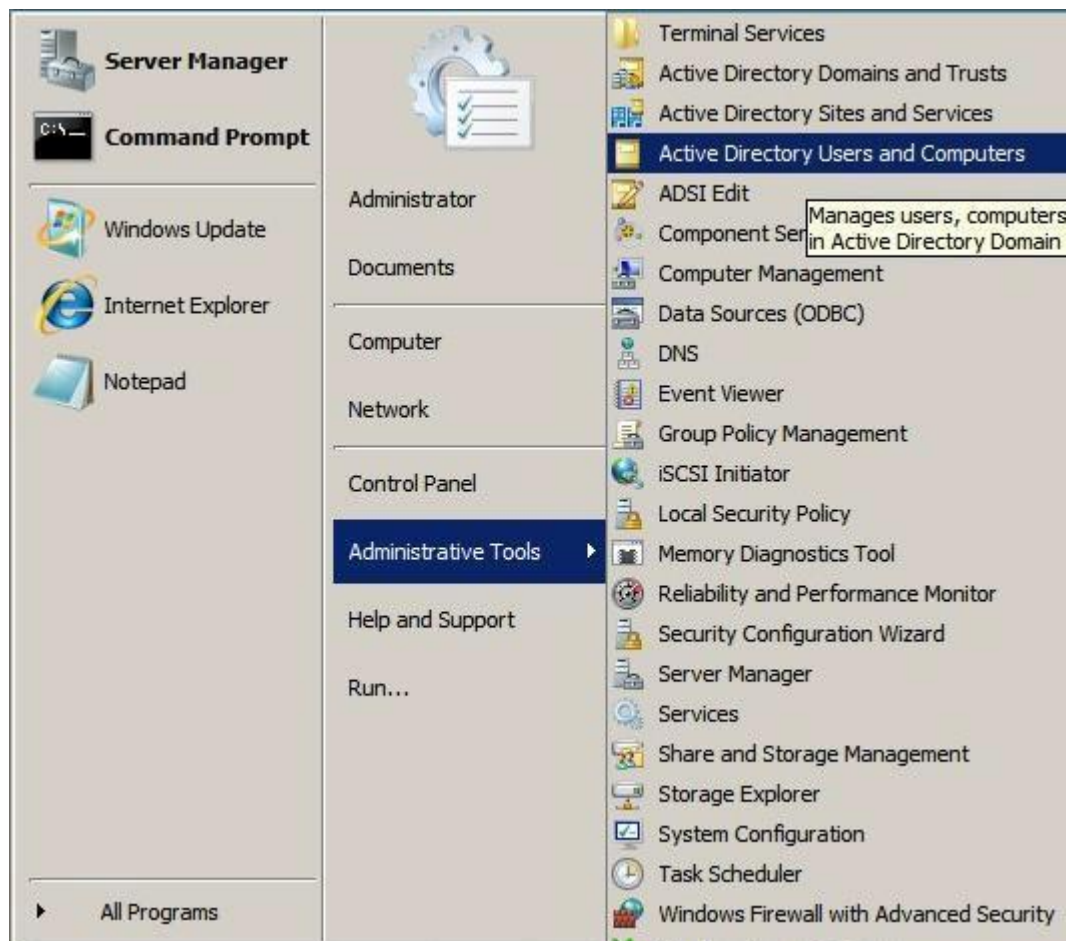 Server Manager
Command Prompt
Windows Update
Internet Explorer
Notepad
All Programs
Administrator
Documents
Computer
Network
Control Panel
Administrative Tools
Help and Support
Run...
Terminal Services
Active Directory Domains and Trusts
Active Directory Sites and Services
Active Directory Users and Computers
ADSI Edit
Manages users, computers
Component Ser
in Active Directory Domain
Computer Management
Data Sources (ODBC)
DNS
Event Viewer
Group Policy Management
iSCSI Initiator
Local Security Policy
Memory Diagnostics Tool
Reliability and Performance Monitor
Security Configuration Wizard
Server Manager
Services
Share and Storage Management
Storage Explorer
System Configuration
Task Scheduler
Windows Firewall with Advanced Security